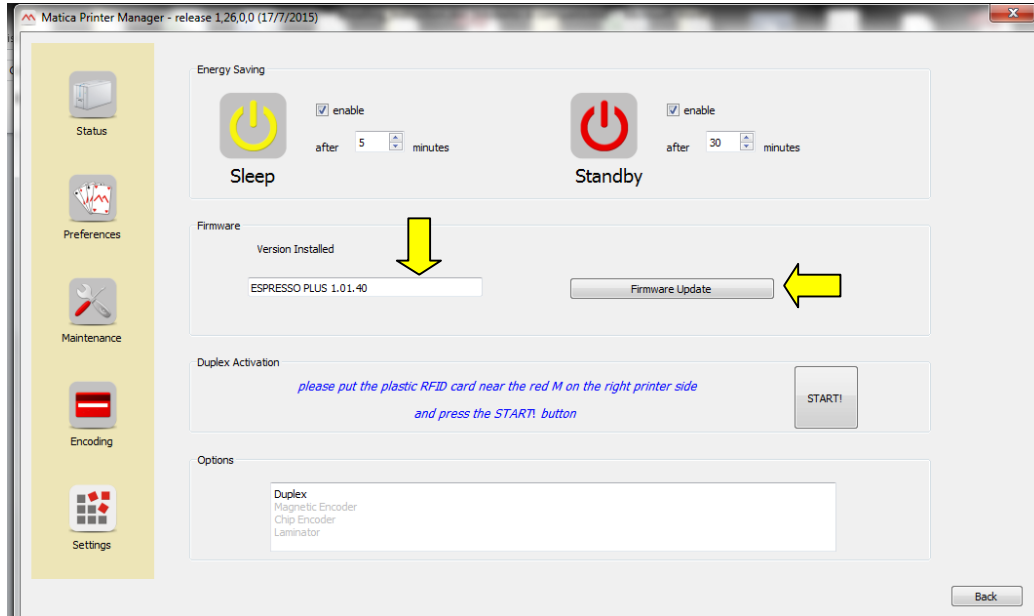 Matica Printer Manager - release 1,26,0,0 (17/7/2015)
Status
Preferences
Maintenance
Encoding
Settings
Energy Saving
enable
after 5 minutes
Sleep
enable
after 30 minutes
Standby
Firmware
Version Installed
ESPRESSO PLUS 1.01.40
Firmware Update
Duplex Activation
please put the plastic RFID card near the red M on the right printer side
and press the START! button
START!
Options
Duplex
Magnetic Encoder
Chip Encoder
Laminator
Back